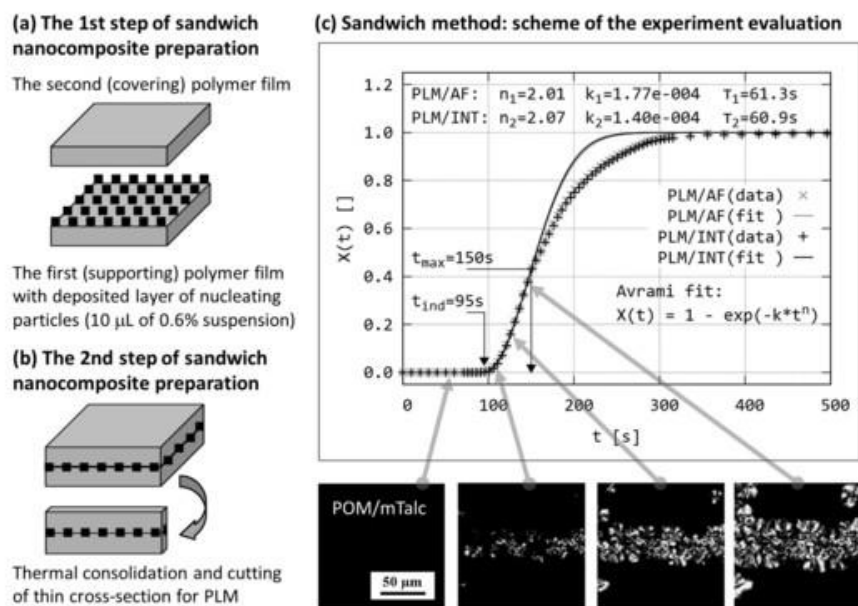 (a) The 1st step of sandwich
nanocomposite preparation
The second (covering) polymer film
The first (supporting) polymer film
with deposited layer of nucleating
particles (10 μL of 0.6% suspension)
(b) The 2nd step of sandwich
nanocomposite preparation
Thermal consolidation and cutting
of thin cross-section for PLM
(c) Sandwich method: scheme of the experiment evaluation
PLM/AF: n₁=2.01 k₁=1.77e-004 τ₁=61.3s
PLM/INT: n₂=2.07 k₂=1.40e-004 τ₂=60.9s
1.2
1.0
0.8
0.6
0.4
0.2
0.0
X(t) []
PLM/AF(data)
PLM/AF(fit )
PLM/INT(data)
PLM/INT(fit )
tmax=150s
tind=95s
Avrami fit:
X(t) = 1 - exp(-k*tⁿ)
0 100 200 300 400 500
t [s]
POM/mTalc
50 μm